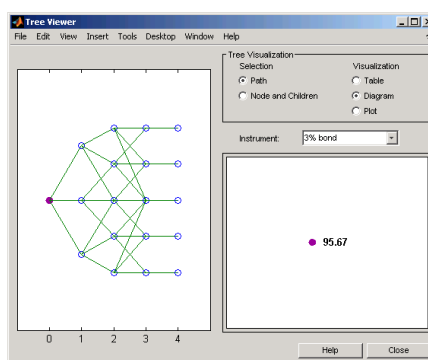 Tree Viewer
File Edit View Insert Tools Desktop Window Help
Tree Visualization
Selection Visualization
Path Table
Node and Children Diagram
Plot
Instrument: 3% bond
95.67
0 1 2 3 4
Help Close